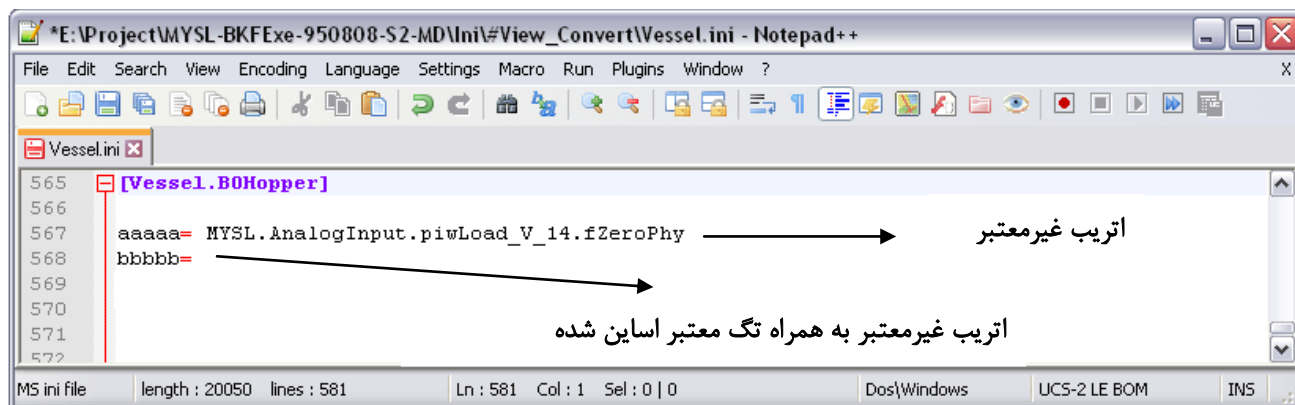 *E:\Project\MYSL-BKFExe-950808-S2-MD\Ini\#View_Convert\Vessel.ini - Notepad++
File Edit Search View Encoding Language Settings Macro Run Plugins Window ? X
Vessel.ini
565 [Vessel.BOHopper]
566
567 aaaaa= MYSL.AnalogInput.piwLoad_V_14.fZeroPhy
اتریب غیرمعتبر
568 bbbbb=
569
570
اتریب غیرمعتبر به همراه تگ معتبر اساین شده
571
572
MS ini file length : 20050 lines : 581 Ln : 581 Col : 1 Sel : 0 | 0 Dos\Windows UCS-2 LE BOM INS